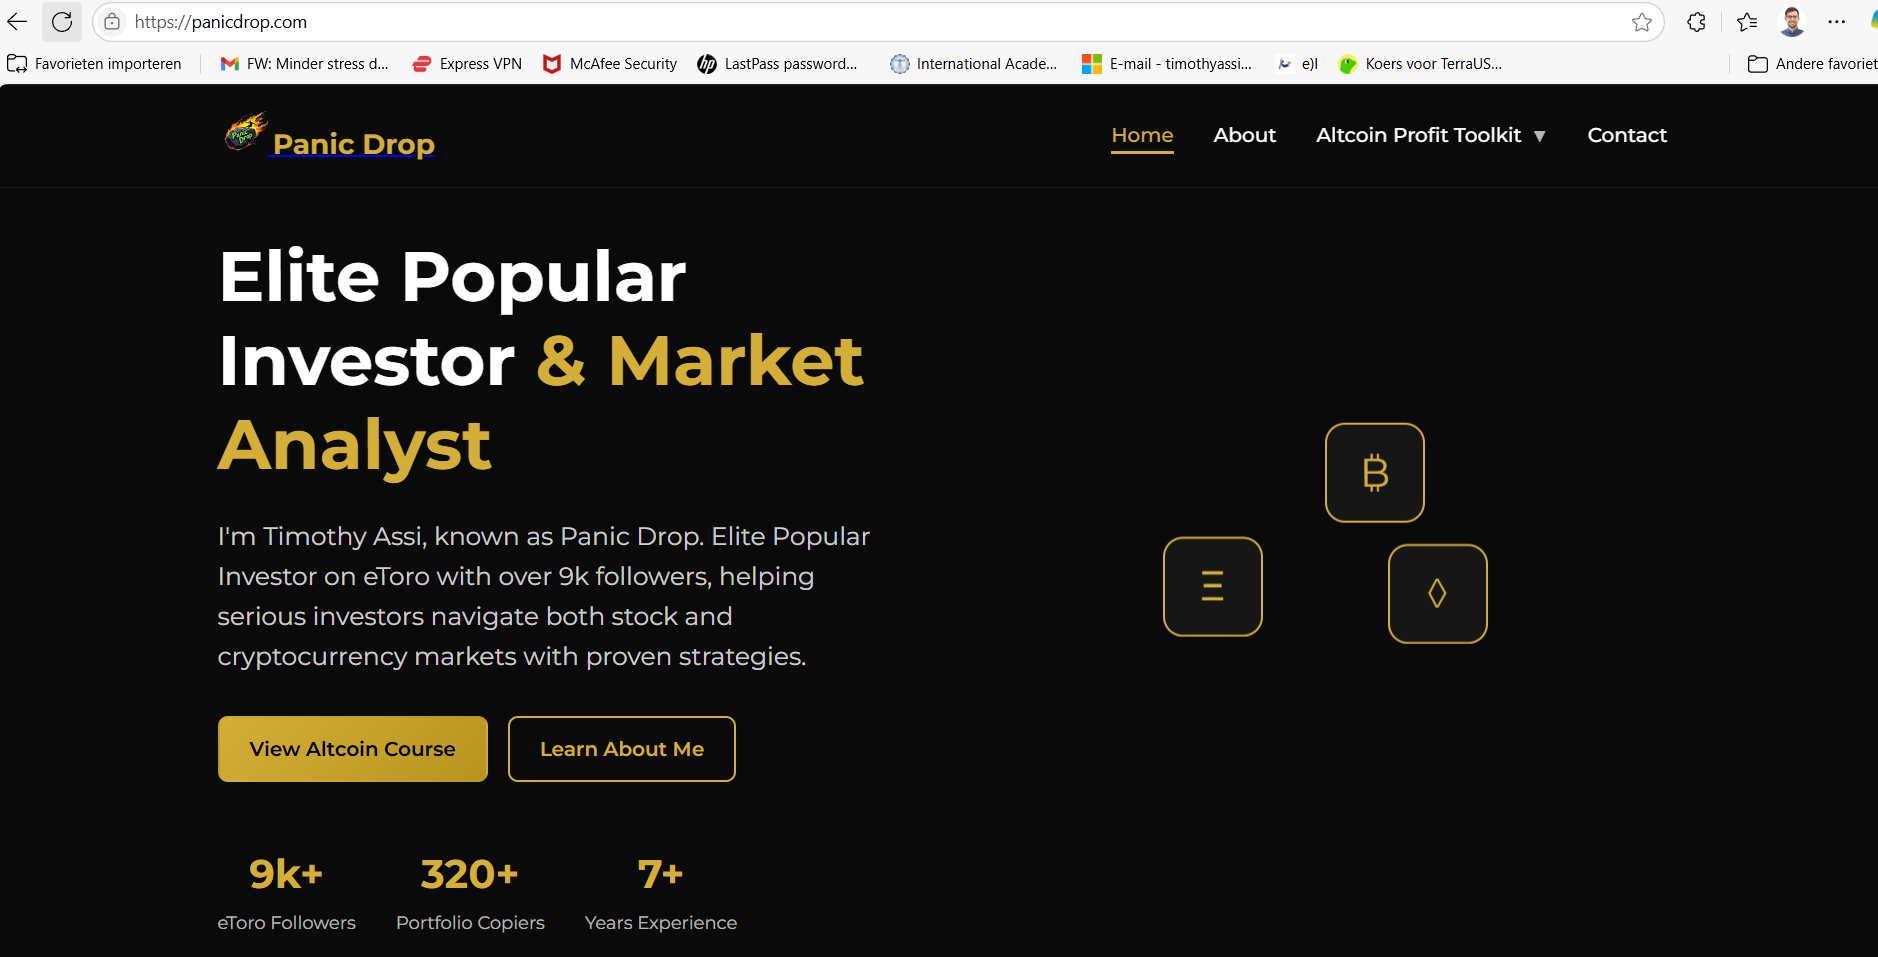 https://panicdrop.com
Favorieten importeren
FW: Minder stress d...
Express VPN
McAfee Security
LastPass password...
International Acade...
E-mail - timothyassi...
e)l
Koers voor TerraUS...
Andere favoriet
Panic Drop
Panic Drop
Home
About
Altcoin Profit Toolkit ▼
Contact
Elite Popular
Investor & Market
Analyst
I'm Timothy Assi, known as Panic Drop. Elite Popular
Investor on eToro with over 9k followers, helping
serious investors navigate both stock and
cryptocurrency markets with proven strategies.
View Altcoin Course
Learn About Me
₿
Ξ
◊
9k+
320+
7+
eToro Followers
Portfolio Copiers
Years Experience